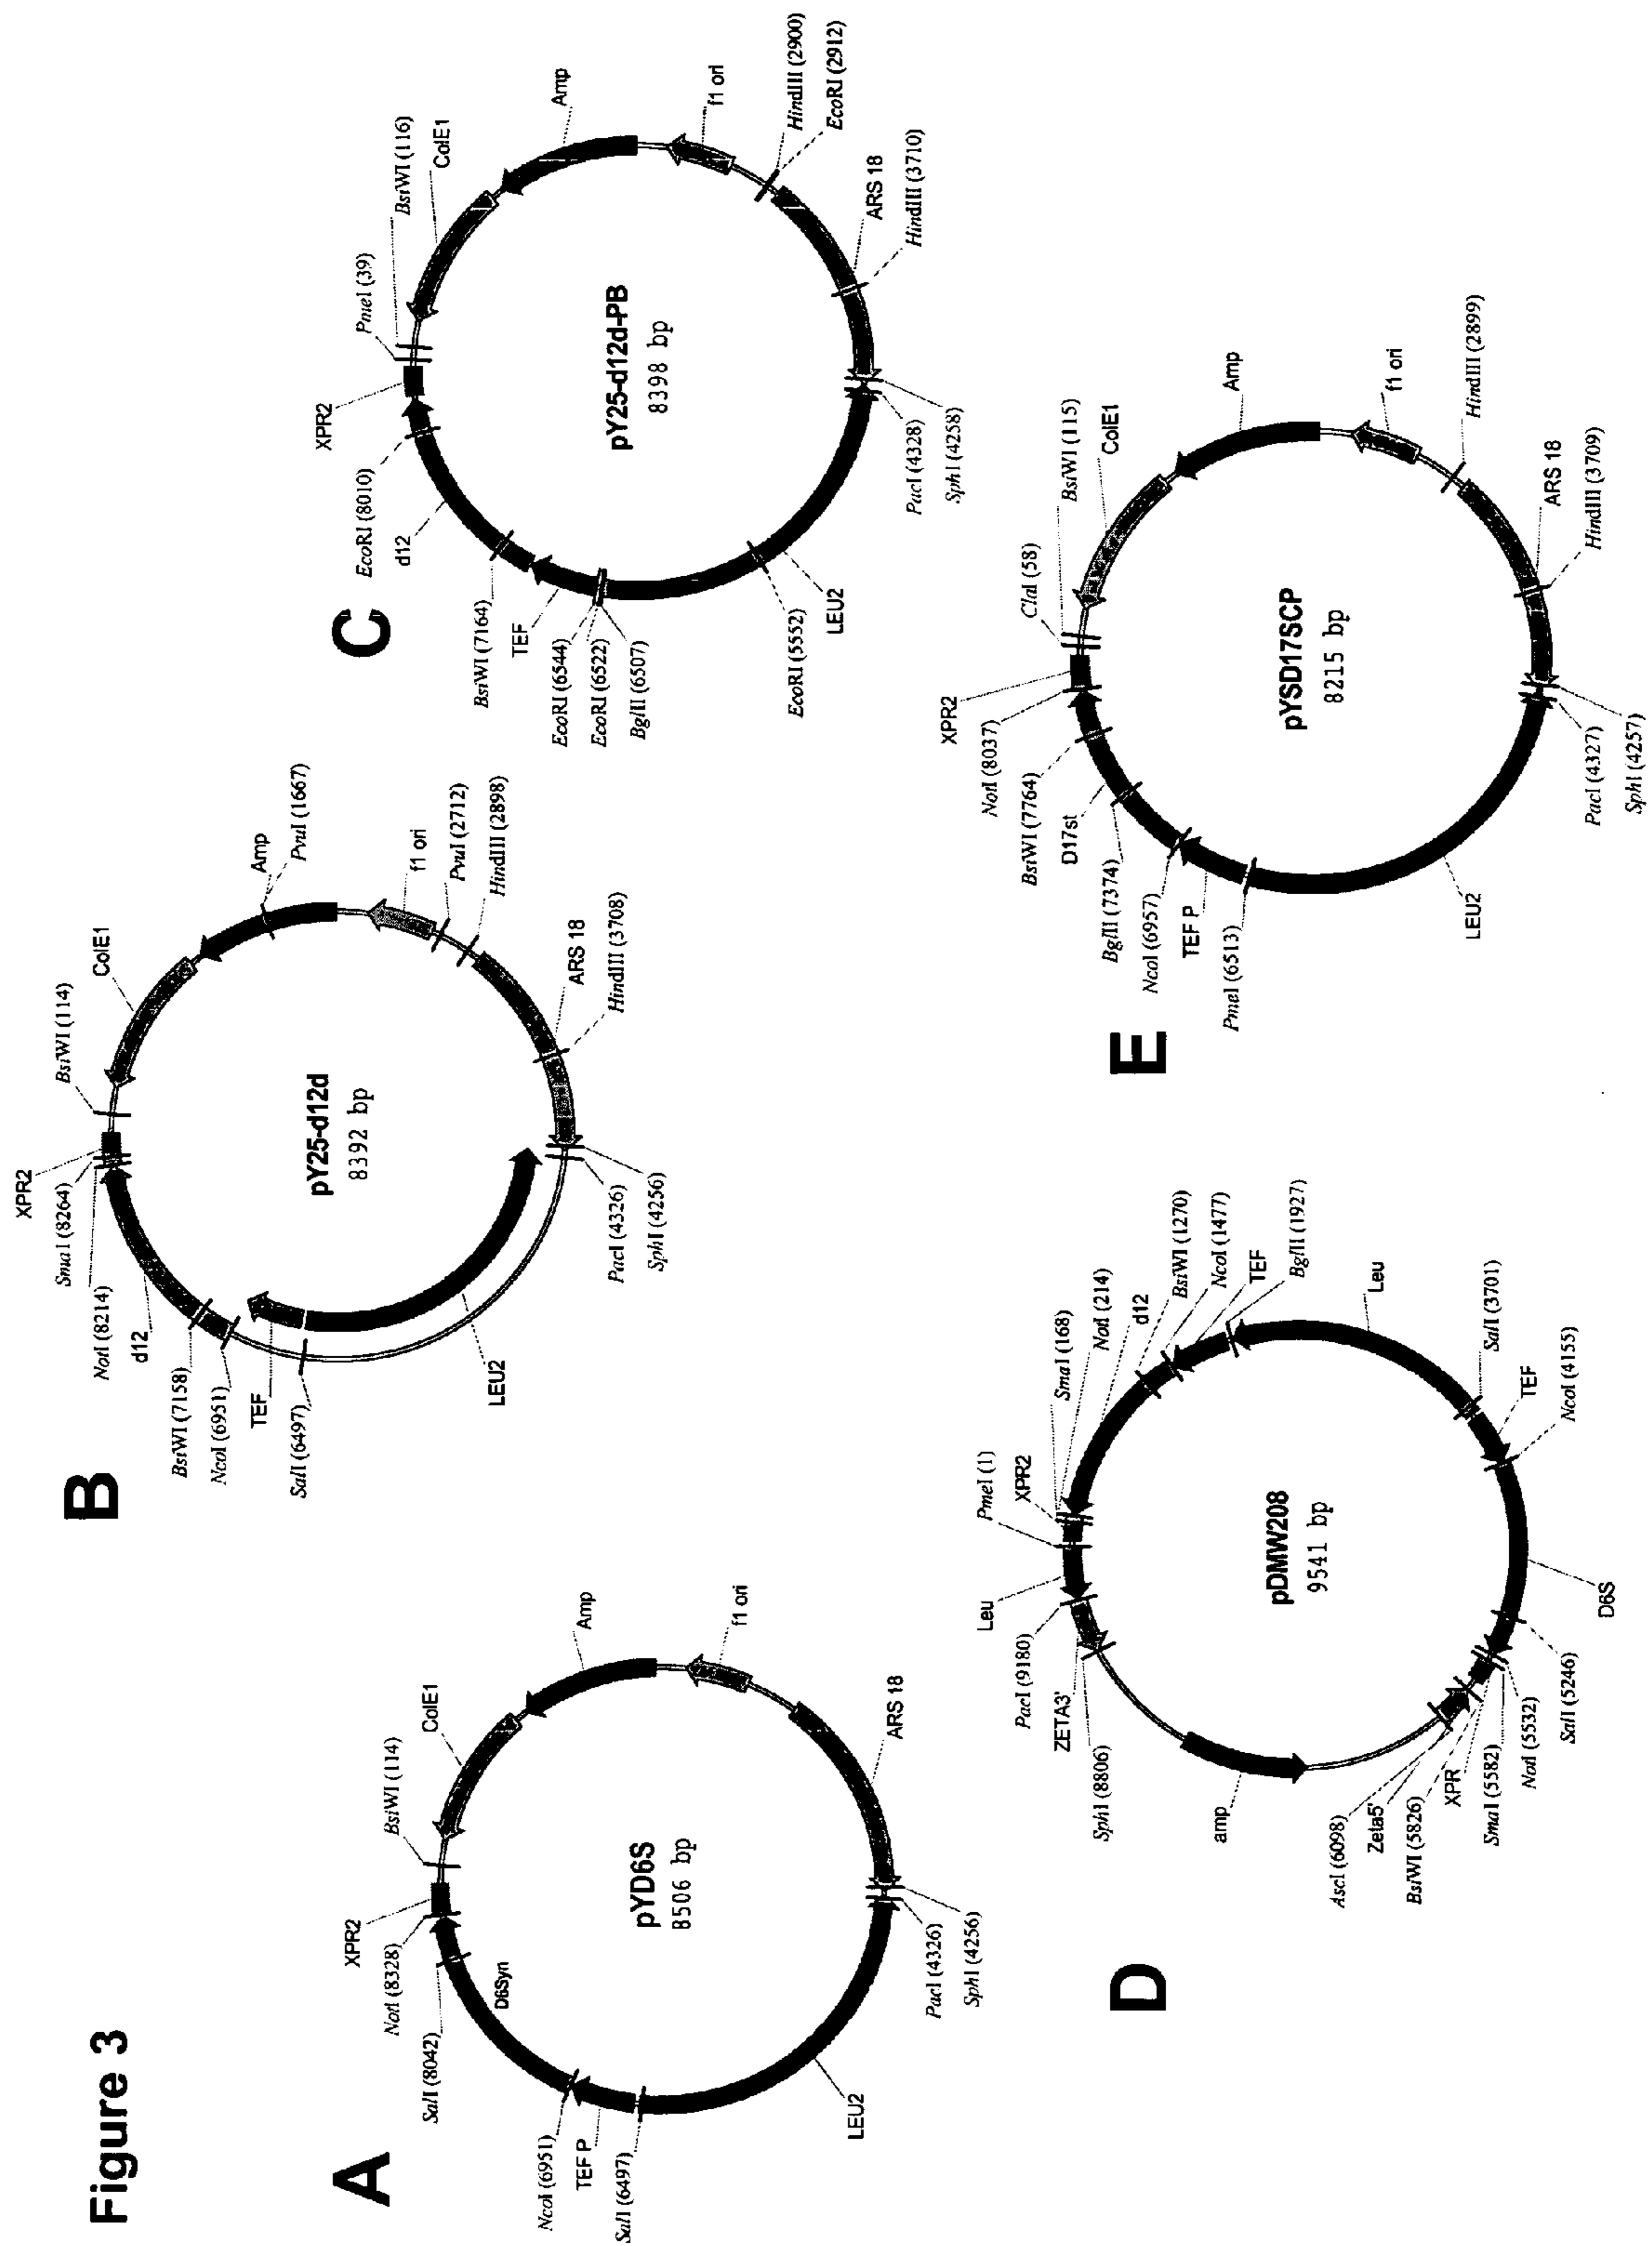 Figure 3
A
XPR2
BsiWI (114)
ColE1
NotI (8328)
SalI (8042)
D6Syn
Amp
f1 ori
NcoI (6951)
TEF P
SalI (6497)
pYD6S
8506 bp
ARS 18
LEU2
PacI (4326)
SphI (4256)
B
XPR2
BsiWI (114)
ColE1
SmaI (8264)
NotI (8214)
d12
Amp
PvuI (1667)
BsiWI (7158)
NcoI (6951)
TEF
SalI (6497)
f1 ori
PvuI (2712)
HindIII (2898)
pY25-d12d
8392 bp
ARS 18
HindIII (3708)
LEU2
PacI (4326)
SphI (4256)
C
XPR2
PmeI (39)
BsiWI (116)
ColE1
EcoRI (8010)
d12
Amp
BsiWI (7164)
TEF
EcoRI (6544)
EcoRI (6522)
BglII (6507)
f1 ori
HindIII (2900)
EcoRI (2912)
pY25-d12d-PB
8398 bp
ARS 18
HindIII (3710)
EcoRI (5552)
LEU2
PacI (4328)
SphI (4258)
D
PmeI (1)
XPR2
SmaI (168)
NotI (214)
d12
BsiWI (1270)
NcoI (1477)
TEF
BglII (1927)
Leu
Leu
PacI (9180)
ZETA3'
SphI (8806)
pDMW208
9541 bp
SalI (3701)
TEF
NcoI (4155)
amp
AscI (6098)
Zeta5'
BsiWI (5826)
XPR
SmaI (5582)
NotI (5532)
SalI (5246)
D6S
E
XPR2
ClaI (58)
BsiWI (115)
ColE1
NotI (8037)
BsiWI (7764)
D17st
Amp
BglII (7374)
NcoI (6957)
TEF P
PmeI (6513)
f1 ori
HindIII (2899)
pYSD17SCP
8215 bp
ARS 18
HindIII (3709)
LEU2
PacI (4327)
SphI (4257)